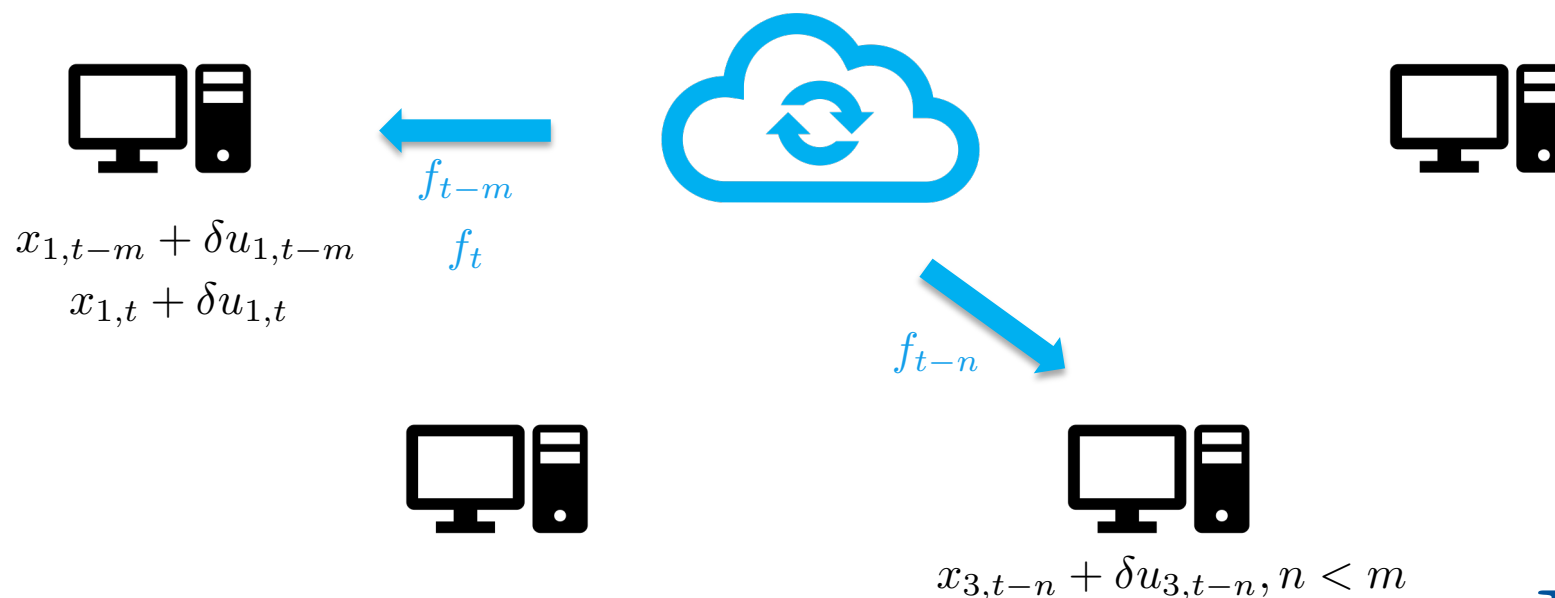 $f_{t-m}$
$x_{1,t-m} + \delta u_{1,t-m}$
$f_t$
$x_{1,t} + \delta u_{1,t}$
$f_{t-n}$
$x_{3,t-n} + \delta u_{3,t-n}, n < m$